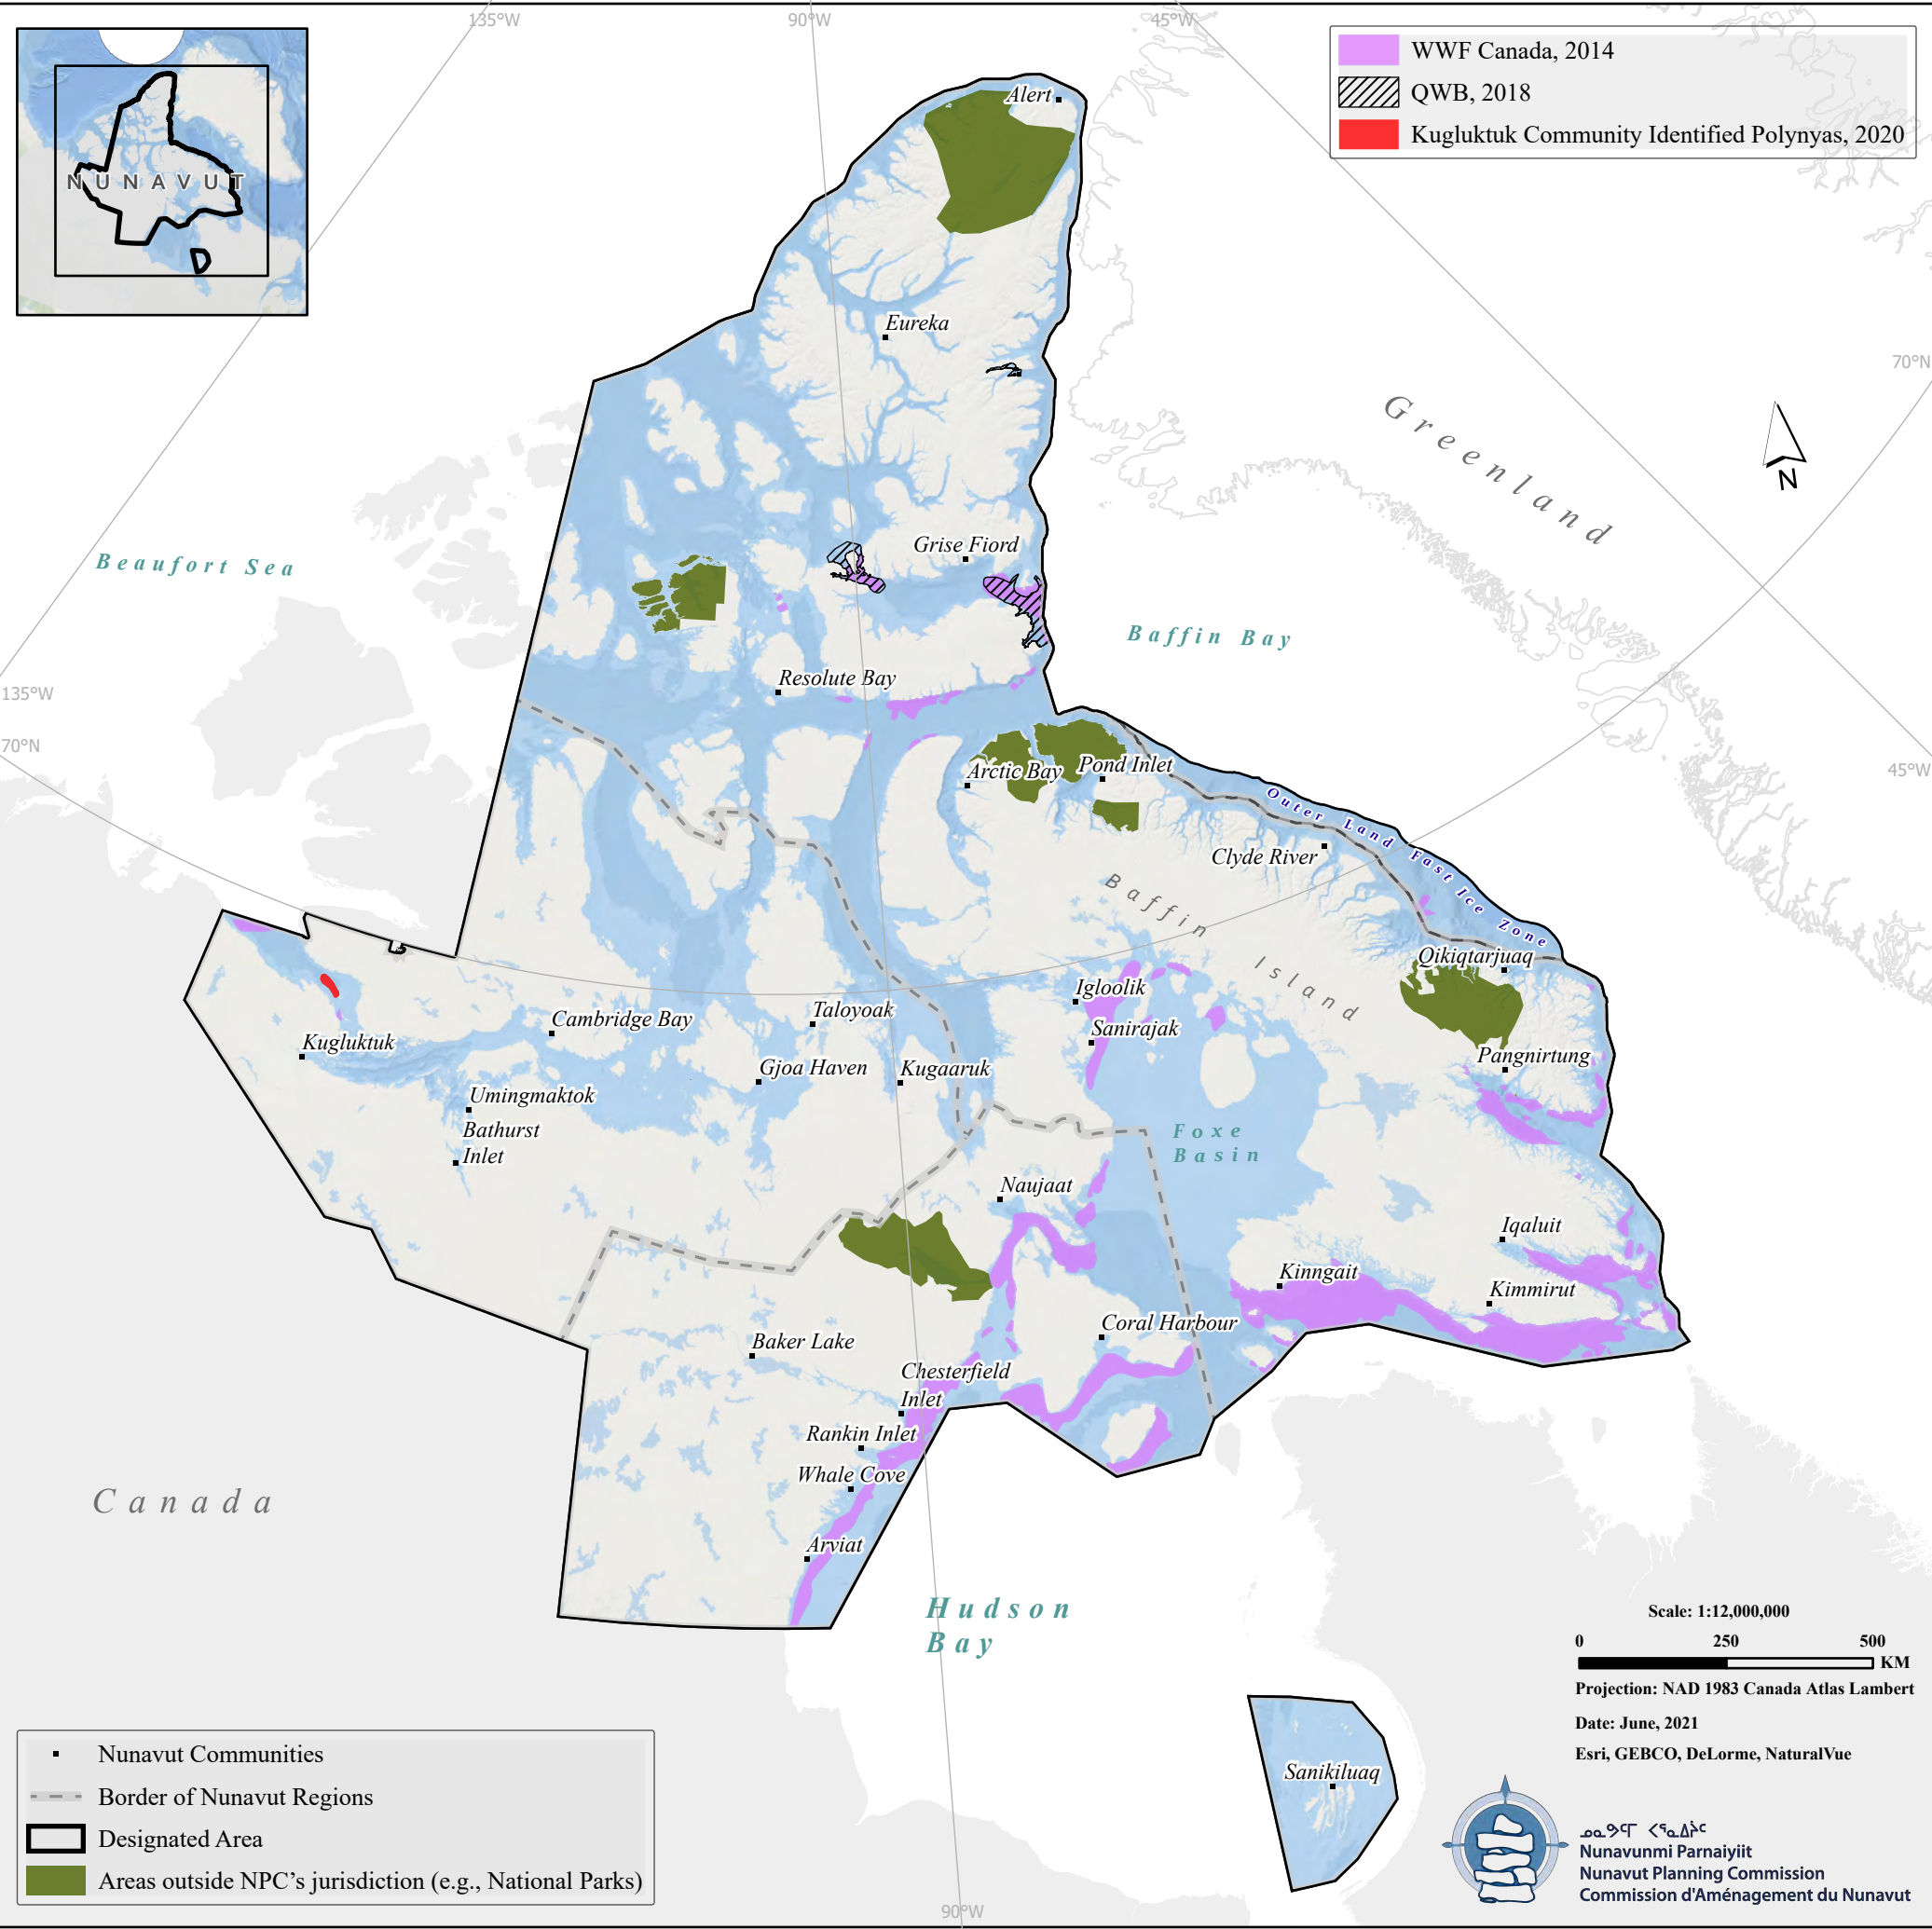 135°W
90°W
45°W
WWF Canada, 2014
QWB, 2018
Kugluktuk Community Identified Polynyas, 2020
NUNAVUT
Alert
Eureka
70°N
Greenland
N
Grise Fiord
Beaufort Sea
Baffin Bay
Resolute Bay
135°W
70°N
Arctic Bay
Pond Inlet
45°W
Outer Land Fast Ice Zone
Clyde River
Baffin Island
Qikiqtarjuaq
Igloolik
Taloyoak
Cambridge Bay
Sanirajak
Kugluktuk
Pangnirtung
Gjoa Haven
Kugaaruk
Umingmaktok
Bathurst
Inlet
Foxe
Basin
Naujaat
Iqaluit
Kinngait
Kimmirut
Coral Harbour
Baker Lake
Chesterfield
Inlet
Rankin Inlet
Whale Cove
Canada
Arviat
Hudson
Bay
Scale: 1:12,000,000
0 250 500
KM
Projection: NAD 1983 Canada Atlas Lambert
Date: June, 2021
Esri, GEBCO, DeLorme, NaturalVue
Sanikiluaq
Nunavut Communities
Border of Nunavut Regions
Designated Area
Areas outside NPC's jurisdiction (e.g., National Parks)
ᓄᓇᕗᑦᒥ ᐸᕐᓇᐃᔨᑦ
Nunavunmi Parnaiyiit
Nunavut Planning Commission
Commission d'Aménagement du Nunavut
90°W